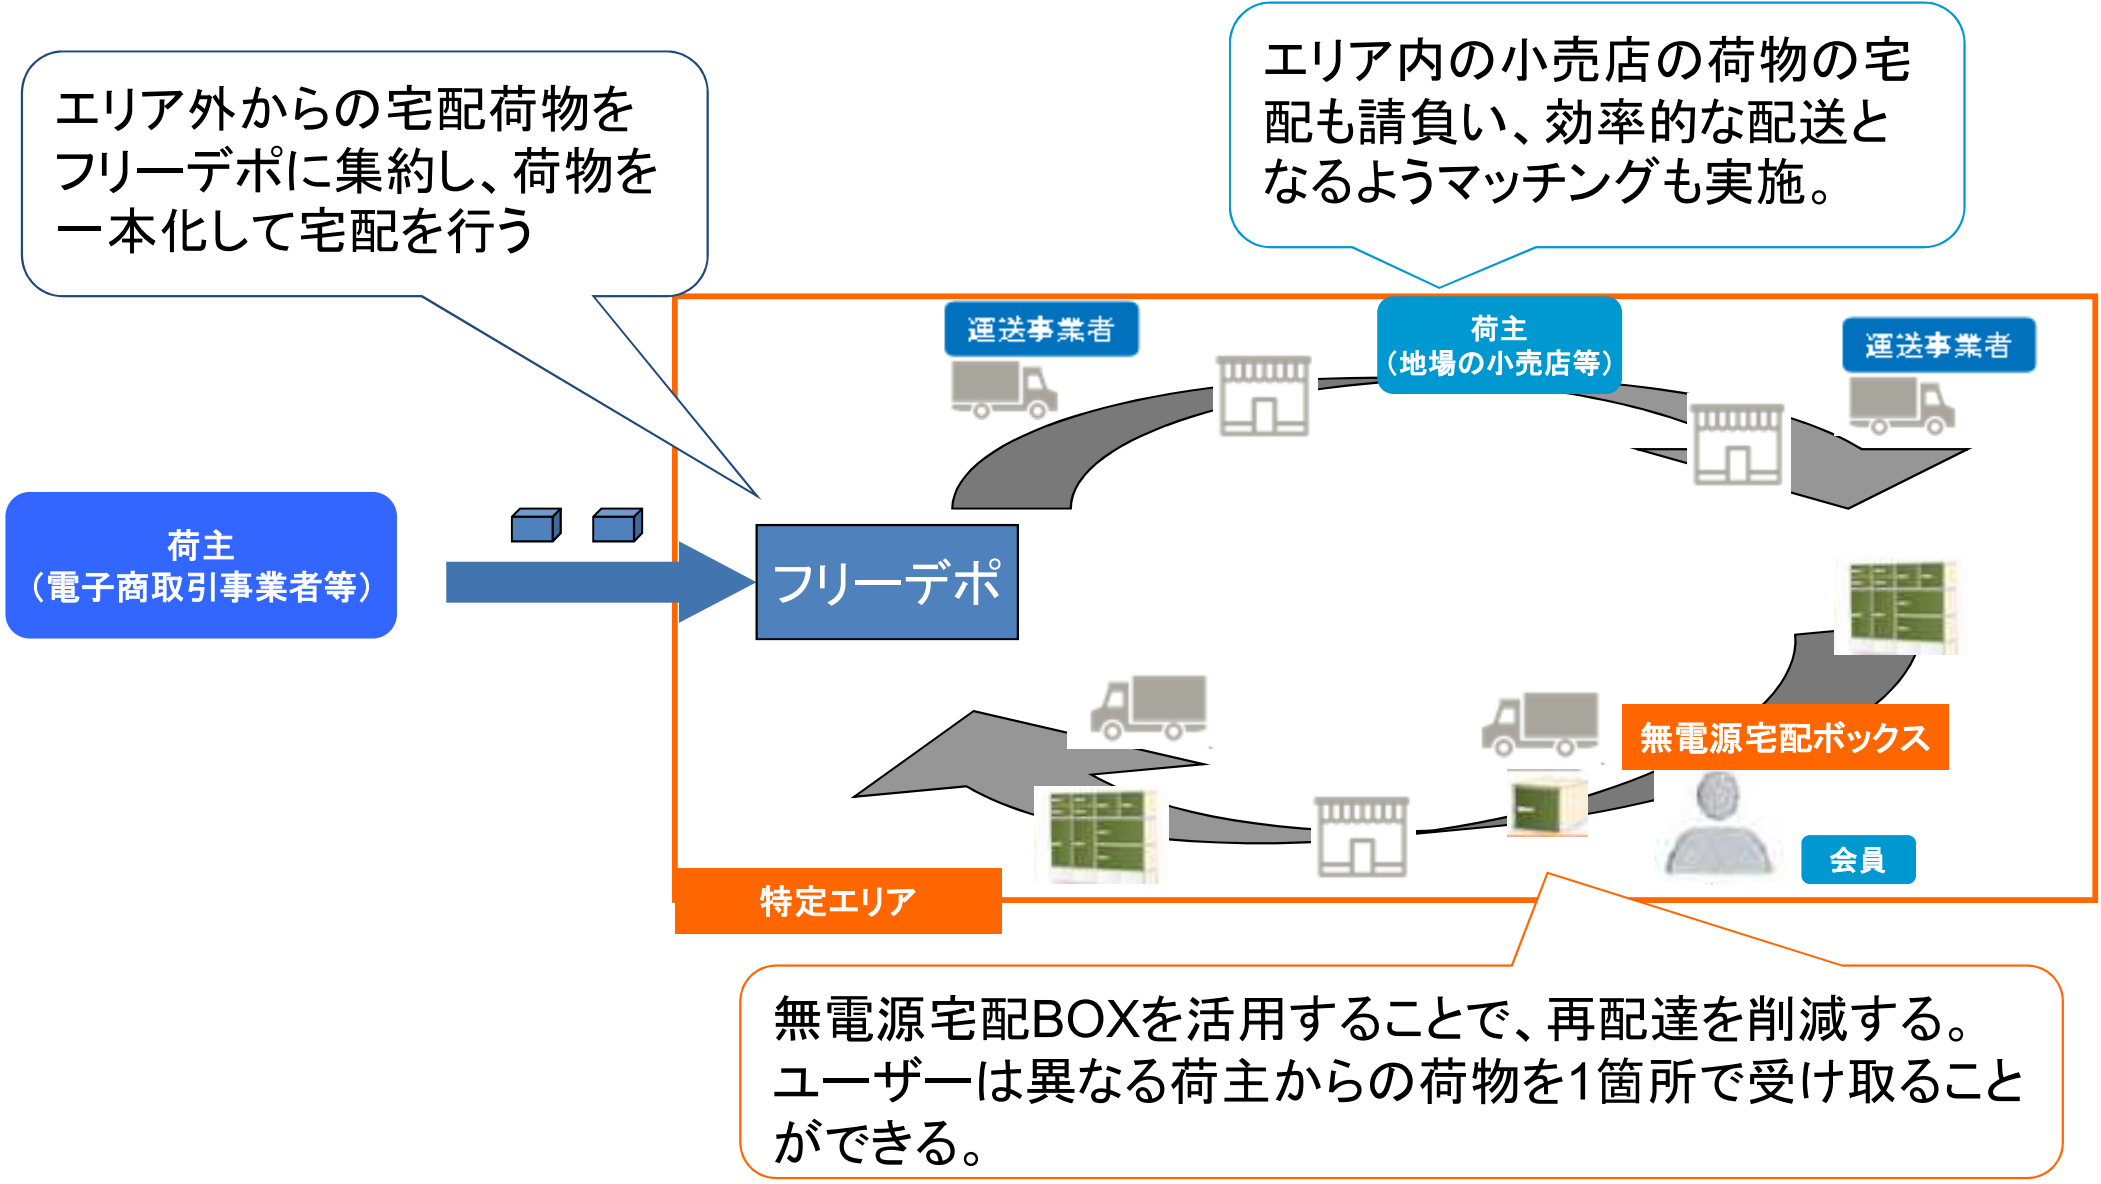 エリア外からの宅配荷物を
フリーデポに集約し、荷物を
一本化して宅配を行う
エリア内の小売店の荷物の宅
配も請負い、効率的な配送と
なるようマッチングも実施。
運送事業者
荷主
（地場の小売店等）
運送事業者
荷主
（電子商取引事業者等）
フリーデポ
無電源宅配ボックス
会員
特定エリア
無電源宅配BOXを活用することで、再配達を削減する。
ユーザーは異なる荷主からの荷物を1箇所で受け取ること
ができる。